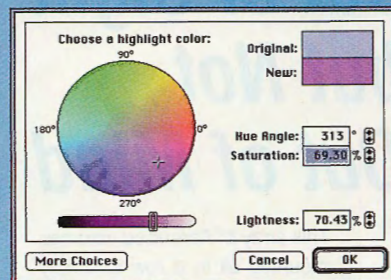 Choose a highlight color:
90°
180°
0°
270°
Original:
New:
Hue Angle: 313 °
Saturation: 69.30 %
Lightness: 70.43 %
More Choices
Cancel
OK